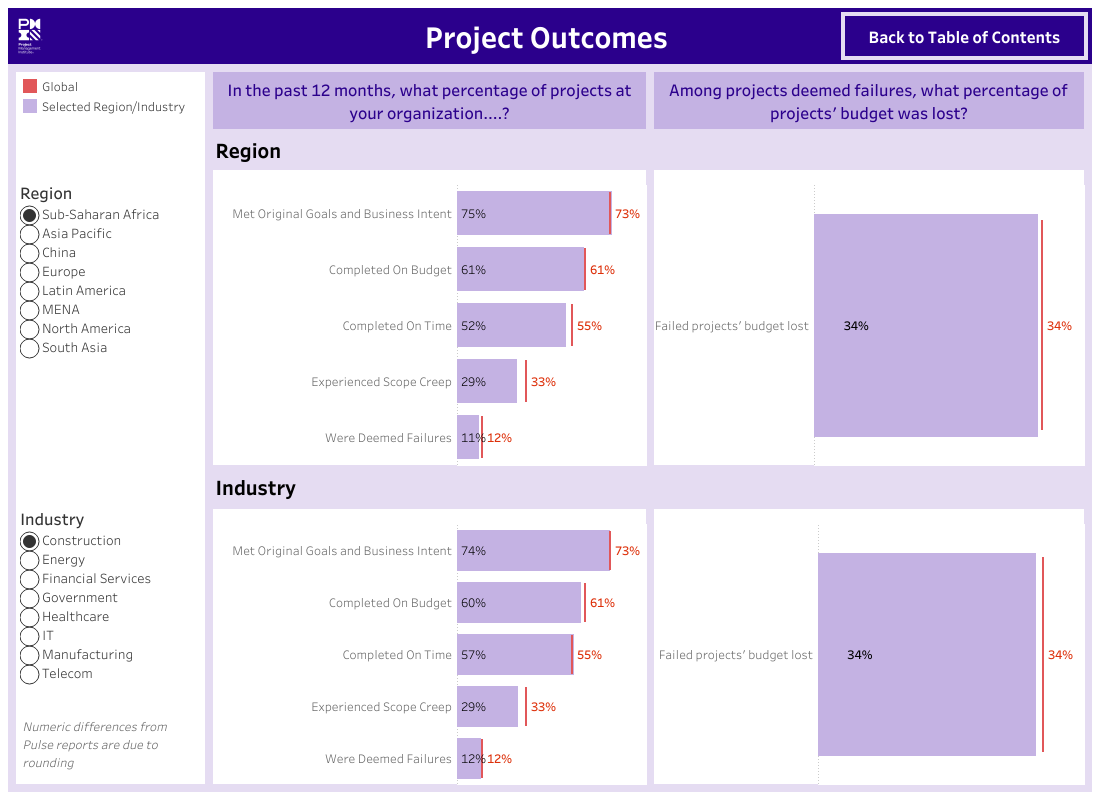 Project
Management
Institute.
Project Outcomes
Back to Table of Contents
Global
Selected Region/Industry
In the past 12 months, what percentage of projects at
your organization....?
Among projects deemed failures, what percentage of
projects’ budget was lost?
Region
Region
Sub-Saharan Africa
Asia Pacific
China
Europe
Latin America
MENA
North America
South Asia
Met Original Goals and Business Intent 75% 73%
Completed On Budget 61% 61%
Completed On Time 52% 55%
Experienced Scope Creep 29% 33%
Were Deemed Failures 11% 12%
Failed projects’ budget lost 34% 34%
Industry
Industry
Construction
Energy
Financial Services
Government
Healthcare
IT
Manufacturing
Telecom
Met Original Goals and Business Intent 74% 73%
Completed On Budget 60% 61%
Completed On Time 57% 55%
Experienced Scope Creep 29% 33%
Were Deemed Failures 12% 12%
Failed projects’ budget lost 34% 34%
Numeric differences from
Pulse reports are due to
rounding